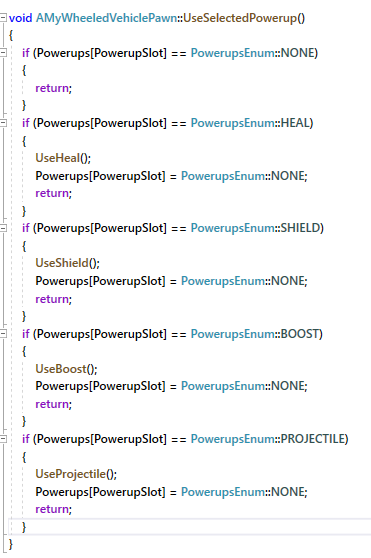 void AMyWheeledVehiclePawn::UseSelectedPowerup()
{
if (Powerups[PowerupSlot] == PowerupsEnum::NONE)
{
return;
}
if (Powerups[PowerupSlot] == PowerupsEnum::HEAL)
{
UseHeal();
Powerups[PowerupSlot] = PowerupsEnum::NONE;
return;
}
if (Powerups[PowerupSlot] == PowerupsEnum::SHIELD)
{
UseShield();
Powerups[PowerupSlot] = PowerupsEnum::NONE;
return;
}
if (Powerups[PowerupSlot] == PowerupsEnum::BOOST)
{
UseBoost();
Powerups[PowerupSlot] = PowerupsEnum::NONE;
return;
}
if (Powerups[PowerupSlot] == PowerupsEnum::PROJECTILE)
{
UseProjectile();
Powerups[PowerupSlot] = PowerupsEnum::NONE;
return;
}
}